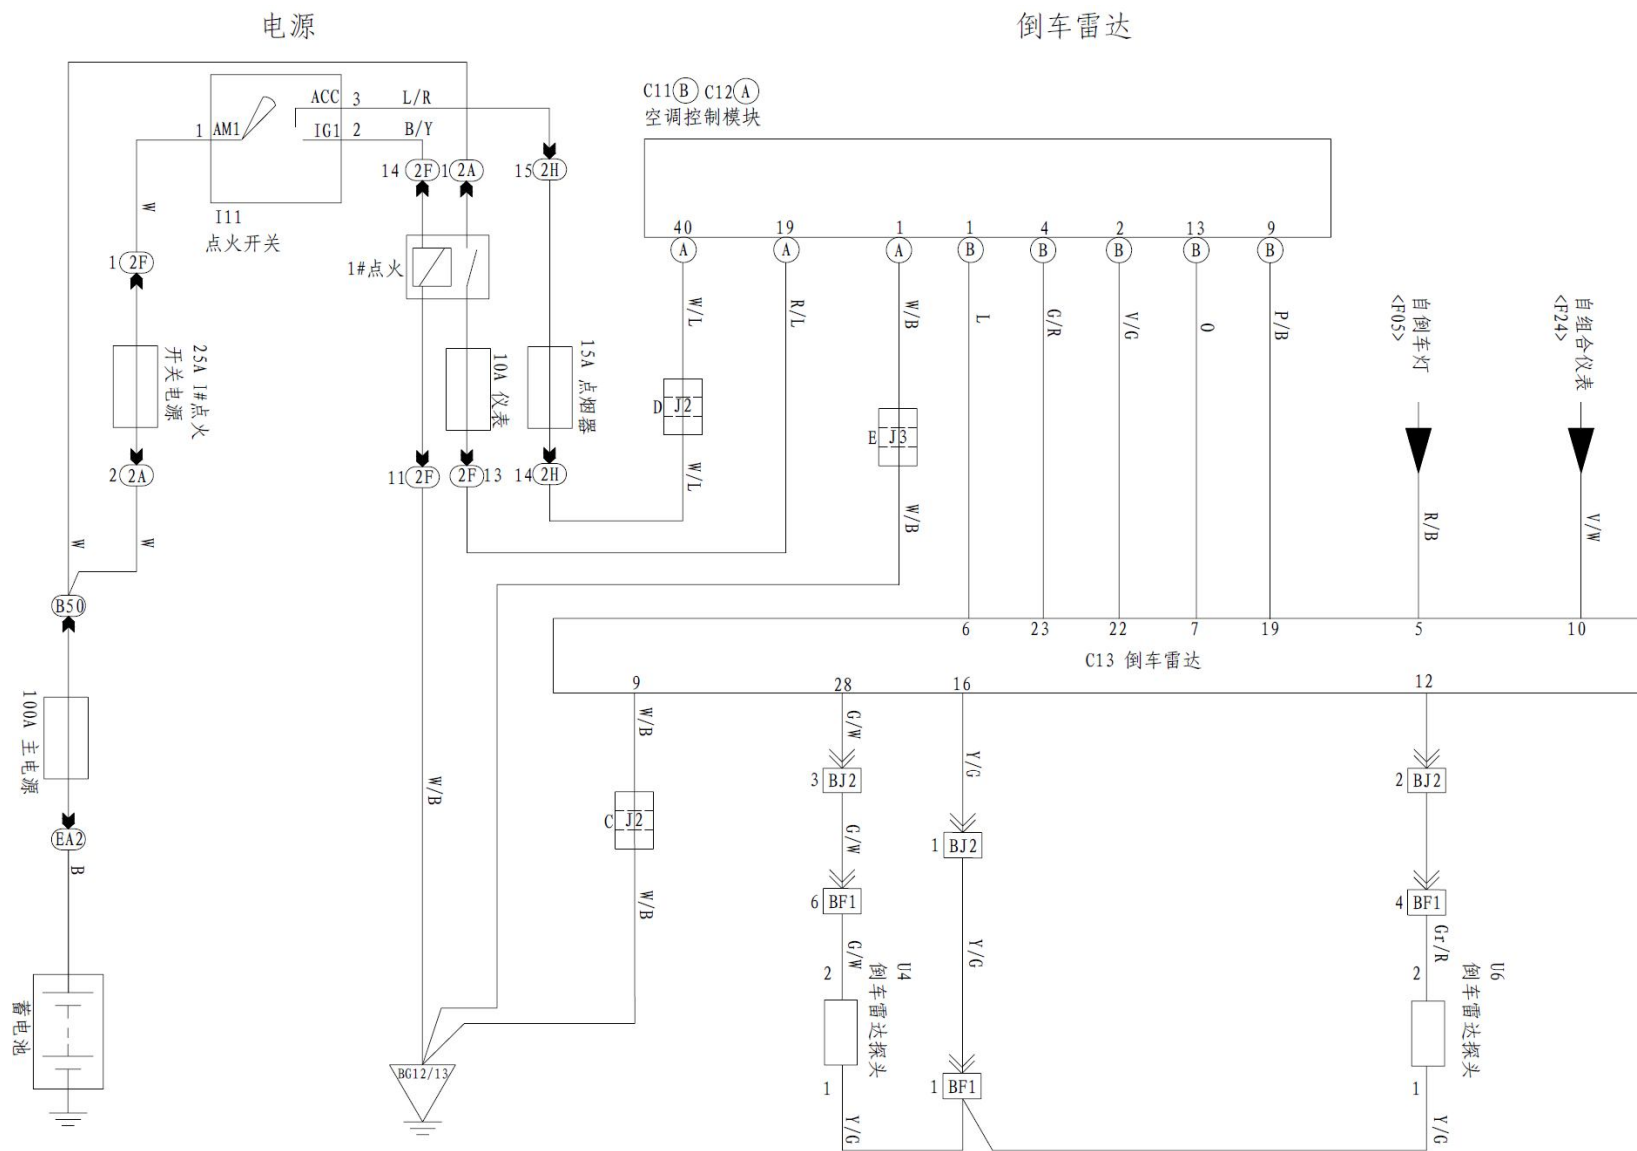 电源
倒车雷达
C11 B C12 A
空调控制模块
ACC 3 L/R
1 AM1
IG1 2 B/Y
14 2F
1 2A
15 2H
I11
点火开关
W
1 2F
1#点火
40 19 1 1 4 2 13 9
A A A B B B B B
W/L
R/L
W/B
L
G/R
V/G
O
P/B
自倒车灯
<F05>
自组合仪表
<F24>
25A 1#点火
开关电源
10A 仪表
15A 点烟器
D J2
E J3
2 2A
11 2F
2F 13
14 2H
W/L
W/B
R/B
V/W
W
W
B50
6 23 22 7 19 5 10
C13 倒车雷达
9 28 16 12
100A 主电源
W/B
G/W
Y/G
3 BJ2
2 BJ2
W/B
C J2
EA2
1 BJ2
G/W
B
W/B
6 BF1
4 BF1
G/W
Y/G
Gr/R
2
U4
倒车雷达探头
2
U6
倒车雷达探头
蓄电池
BG12/13
1
1 BF1
1
Y/G
Y/G